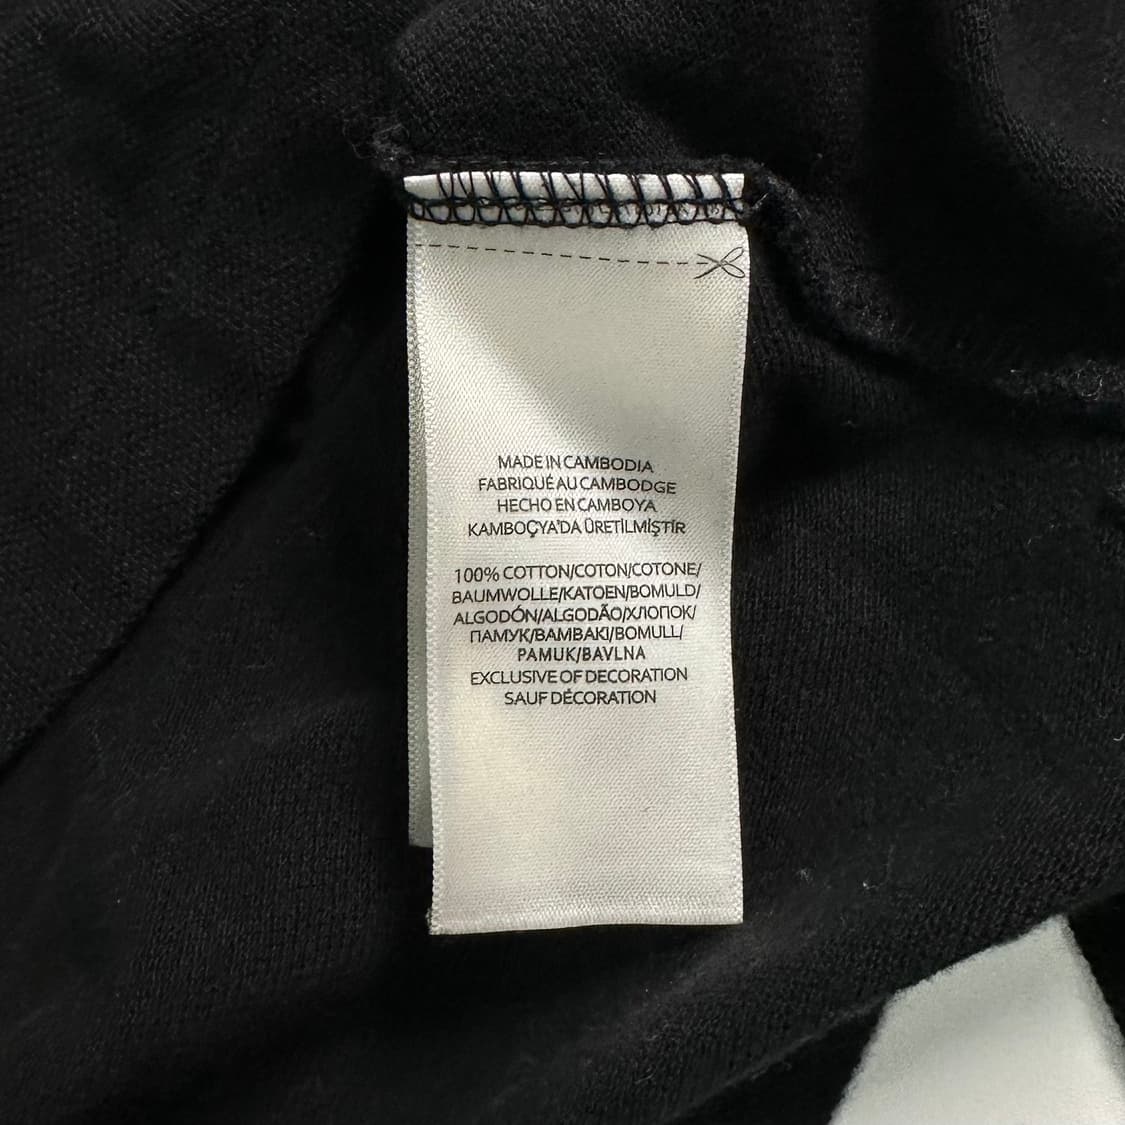 MADE IN CAMBODIA
FABRIQUÉ AU CAMBODGE
HECHO EN CAMBOYA
KAMBOÇYA'DA ÜRETİLMİŞTİR
100% COTTON/COTON/COTONE/
BAUMWOLLE/KATOEN/BOMULD/
ALGODÓN/ALGODÃO/ХЛОПОК/
ПАМУК/ΒΑΜΒΑΚΙ/BOMULL/
PAMUK/BAVLNA
EXCLUSIVE OF DECORATION
SAUF DÉCORATION